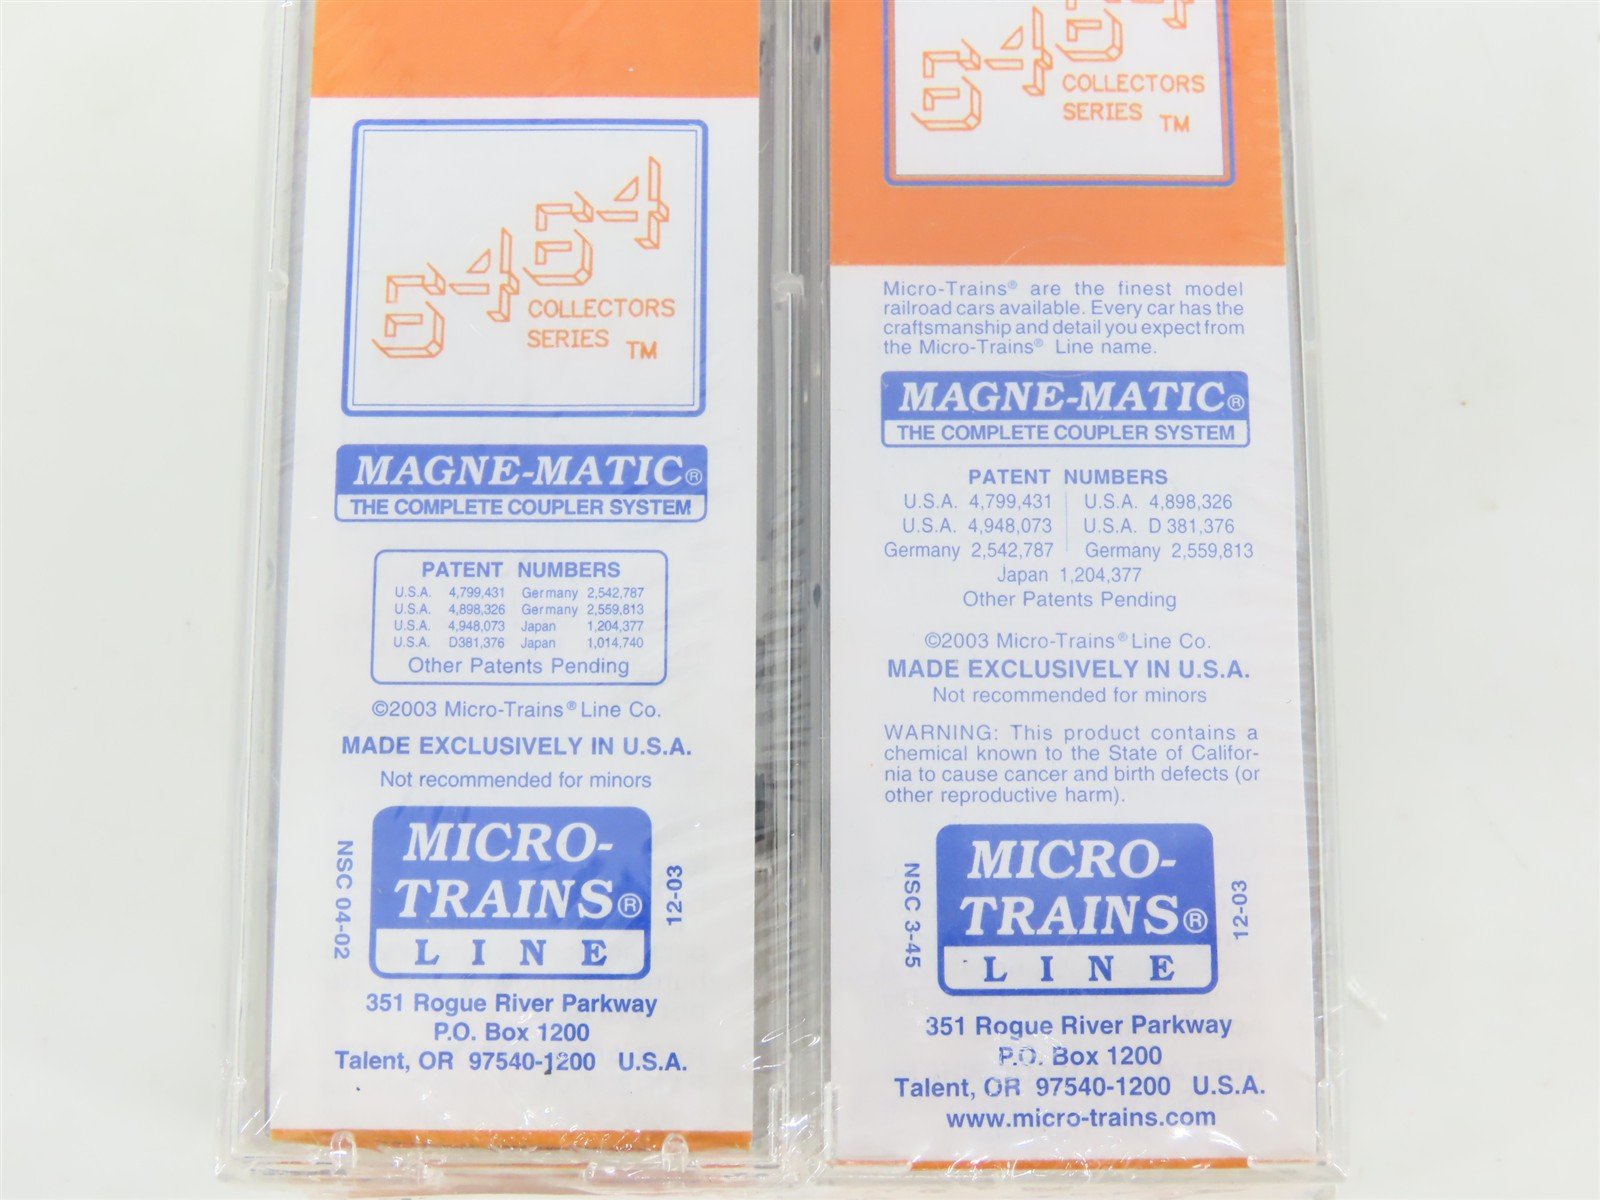 6464
COLLECTORS
SERIES TM
MAGNE-MATIC®
THE COMPLETE COUPLER SYSTEM
PATENT NUMBERS
U.S.A. 4,799,431 Germany 2,542,787
U.S.A. 4,898,326 Germany 2,559,813
U.S.A. 4,948,073 Japan 1,204,377
U.S.A. D381,376 Japan 1,014,740
Other Patents Pending
©2003 Micro-Trains® Line Co.
MADE EXCLUSIVELY IN U.S.A.
Not recommended for minors
NSC 04-02
MICRO-
TRAINS®
LINE
12-03
351 Rogue River Parkway
P.O. Box 1200
Talent, OR 97540-1200 U.S.A.
6464
COLLECTORS
SERIES TM
Micro-Trains® are the finest model
railroad cars available. Every car has the
craftsmanship and detail you expect from
the Micro-Trains® Line name.
MAGNE-MATIC®
THE COMPLETE COUPLER SYSTEM
PATENT NUMBERS
U.S.A. 4,799,431 U.S.A. 4,898,326
U.S.A. 4,948,073 U.S.A. D 381,376
Germany 2,542,787 Germany 2,559,813
Japan 1,204,377
Other Patents Pending
©2003 Micro-Trains® Line Co.
MADE EXCLUSIVELY IN U.S.A.
Not recommended for minors
WARNING: This product contains a
chemical known to the State of Califor-
nia to cause cancer and birth defects (or
other reproductive harm).
NSC 3-45
MICRO-
TRAINS®
LINE
12-03
351 Rogue River Parkway
P.O. Box 1200
Talent, OR 97540-1200 U.S.A.
www.micro-trains.com